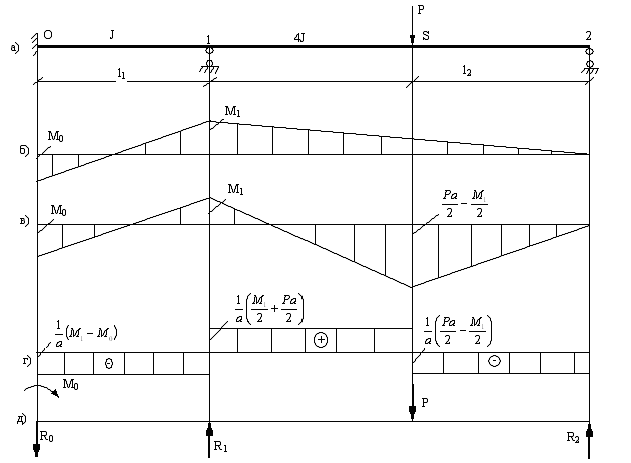 P
а) O J 1 4J S 2
l₁ l₂
б) M₀ M₁
в) M₀ M₁ Pa/2 − M₁/2
г) 1/a (M₁ − M₀) 1/a (M₁/2 + Pa/2) 1/a (Pa/2 − M₁/2)
⊖ + -
M₀
д) P
R₀ R₁ R₂